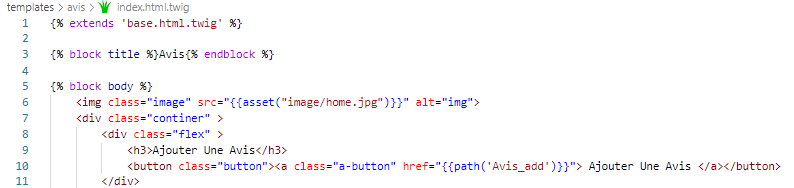 templates > avis > index.html.twig
1 {% extends 'base.html.twig' %}
2
3 {% block title %}Avis{% endblock %}
4
5 {% block body %}
6 <img class="image" src="{{asset("image/home.jpg")}}" alt="img">
7 <div class="continer" >
8 <div class="flex" >
9 <h3>Ajouter Une Avis</h3>
10 <button class="button"><a class="a-button" href="{{path('Avis_add')}}"> Ajouter Une Avis </a></button>
11 </div>